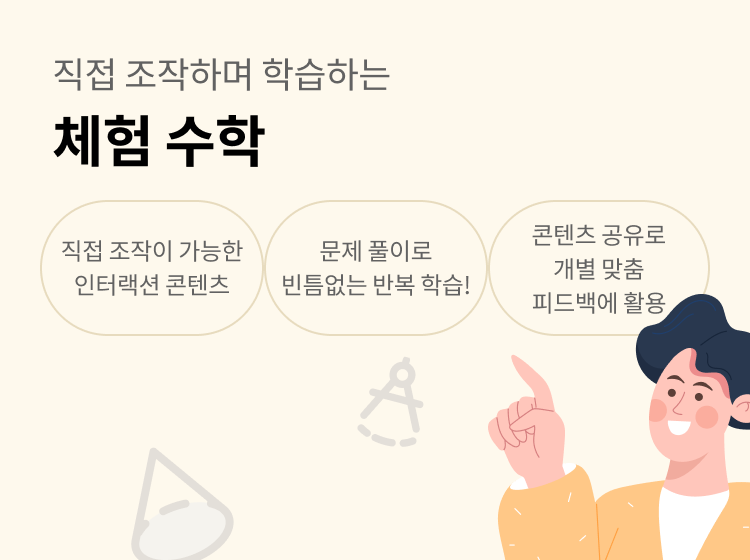 직접 조작하며 학습하는
체험 수학
직접 조작이 가능한
인터랙션 콘텐츠
문제 풀이로
빈틈없는 반복 학습!
콘텐츠 공유로
개별 맞춤
피드백에 활용